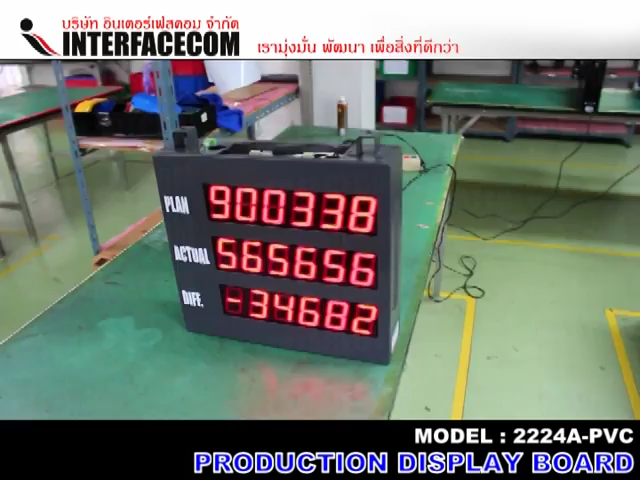 บริษัท อินเตอร์เฟสคอม จำกัด
INTERFACECOM
เรามุ่งมั่น พัฒนา เพื่อสิ่งที่ดีกว่า
PLAN 900338
ACTUAL 565656
DIFF. -34682
MODEL : 2224A-PVC
PRODUCTION DISPLAY BOARD